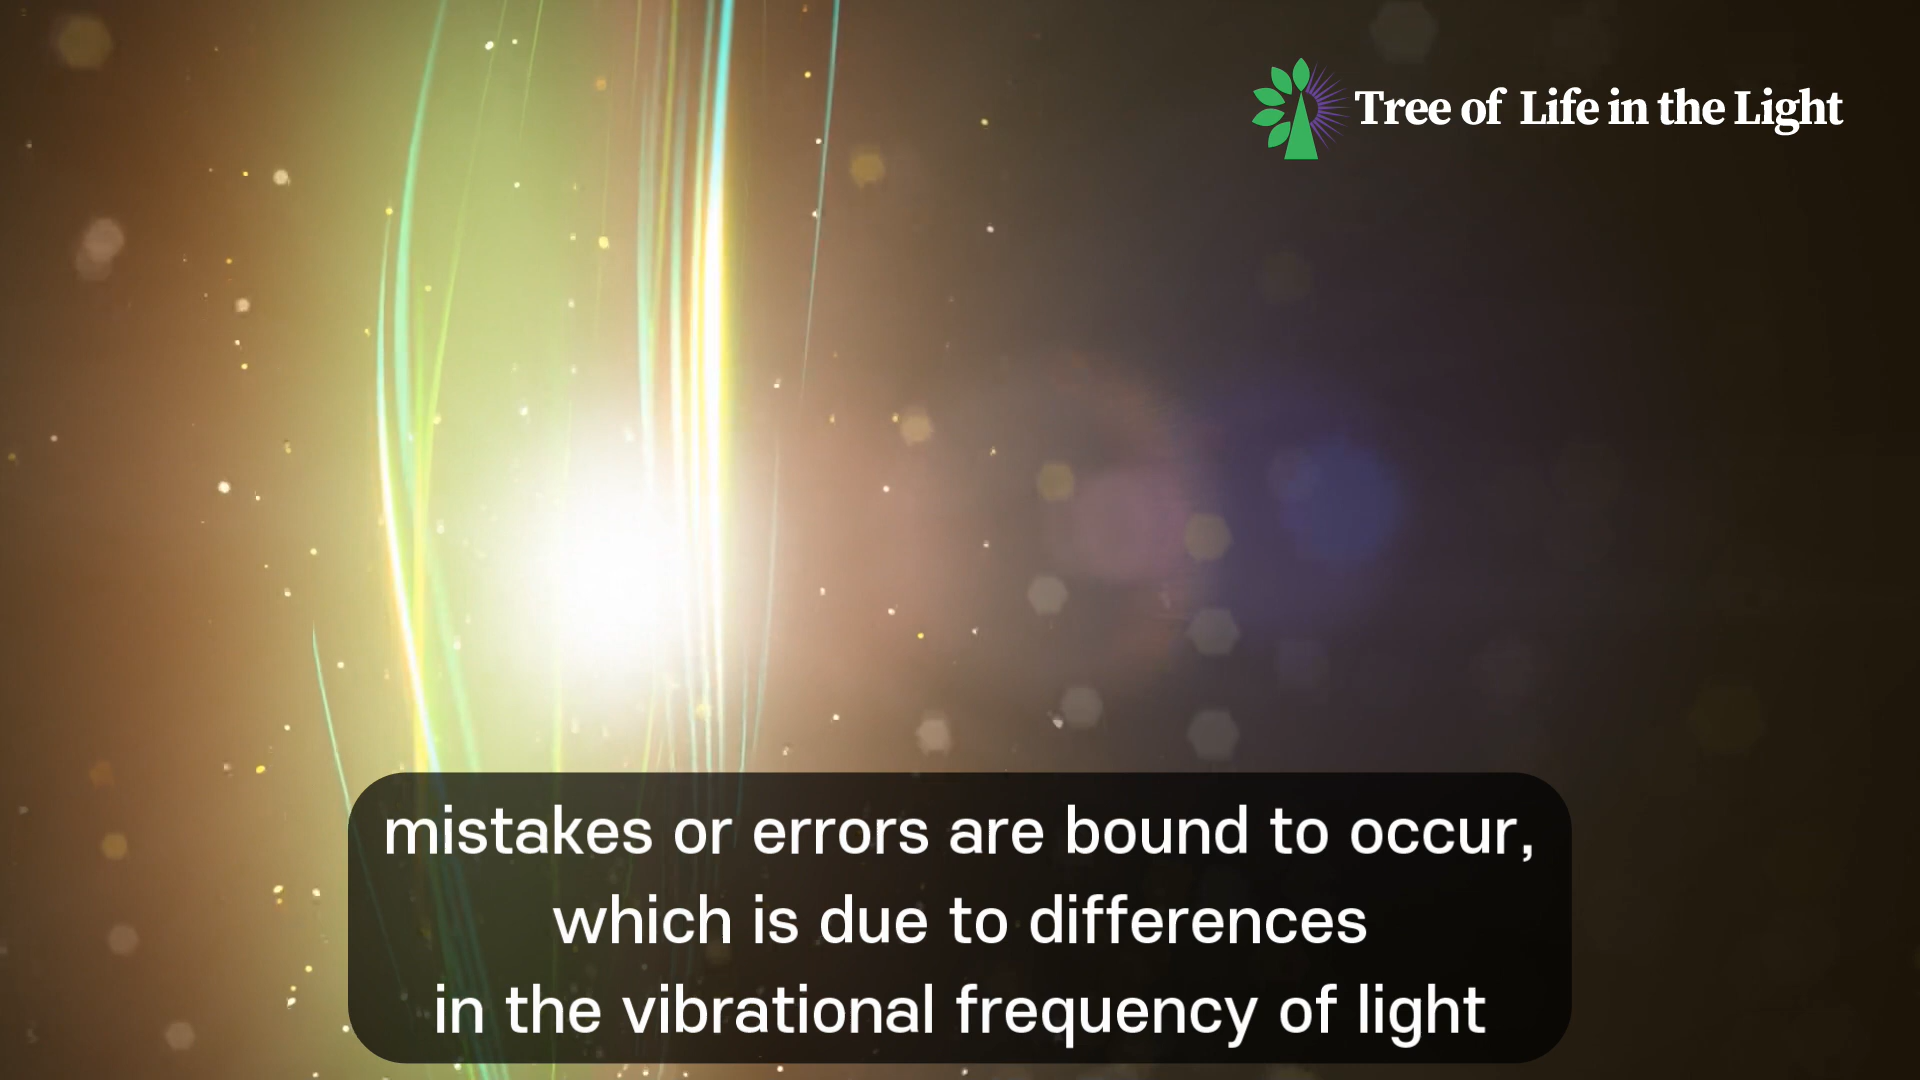 Tree of Life in the Light
mistakes or errors are bound to occur,
which is due to differences
in the vibrational frequency of light